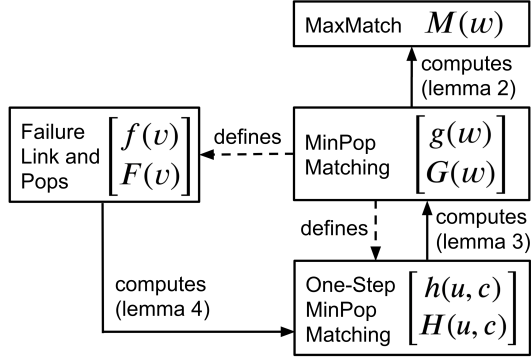 MaxMatch M(w)
computes
(lemma 2)
Failure
Link and
Pops
[f(v)
F(v)]
defines
MinPop
Matching
[g(w)
G(w)]
defines
computes
(lemma 3)
computes
(lemma 4)
One-Step
MinPop
Matching
[h(u, c)
H(u, c)]